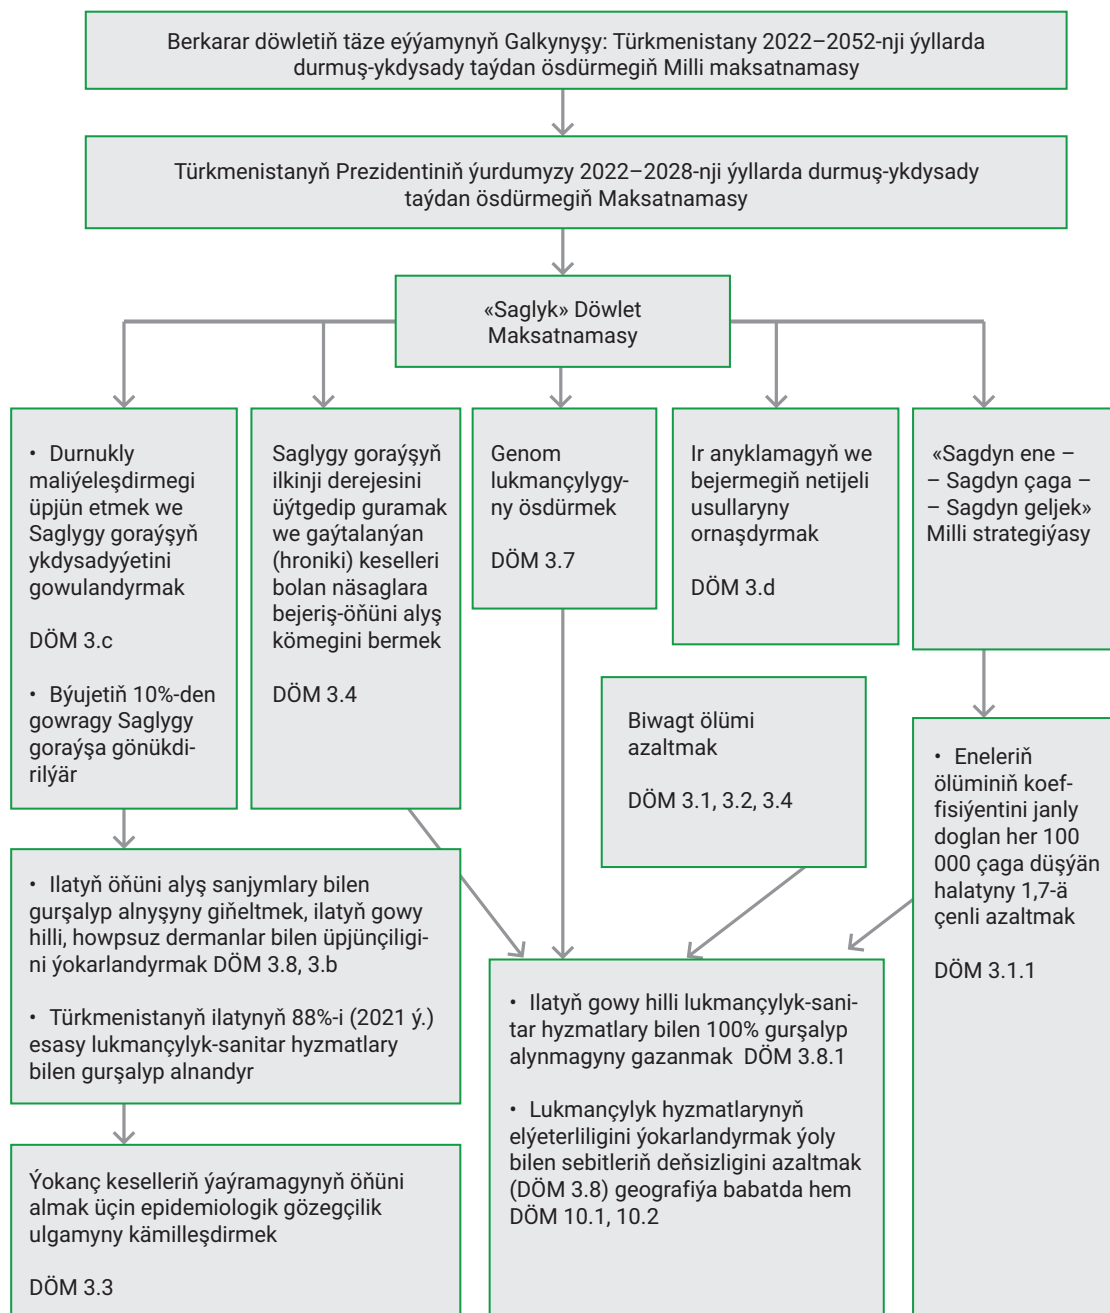 Berkarar döwletiň täze eýýamynyň Galkynyşy: Türkmenistany 2022–2052-nji ýyllarda
durmuş-ykdysady taýdan ösdürmegiň Milli maksatnamasy
Türkmenistanyň Prezidentiniň ýurdumyzy 2022–2028-nji ýyllarda durmuş-ykdysady
taýdan ösdürmegiň Maksatnamasy
«Saglyk» Döwlet
Maksatnamasy
• Durnukly
maliýeleşdirmegi
üpjün etmek we
Saglygy goraýşyň
ykdysadyýetini
gowulandyrmak
DÖM 3.c
• Býujetiň 10%-den
gowragy Saglygy
goraýşa gönükdi-
rilýär
Saglygy goraýşyň
ilkinji derejesini
üýtgedip guramak
we gaýtalanýan
(hroniki) keselleri
bolan näsaglara
bejeriş-öňüni alyş
kömegini bermek
DÖM 3.4
Genom
lukmançylygy-
ny ösdürmek
DÖM 3.7
Ir anyklamagyň we
bejermegiň netijeli
usullaryny
ornaşdyrmak
DÖM 3.d
«Sagdyn ene –
– Sagdyn çaga –
– Sagdyn geljek»
Milli strategiýasy
Biwagt ölümi
azaltmak
DÖM 3.1, 3.2, 3.4
• Eneleriň
ölüminiň koef-
fisiýentini janly
doglan her 100
000 çaga düşýän
halatyny 1,7-ä
çenli azaltmak
DÖM 3.1.1
• Ilatyň öňüni alyş sanjymlary bilen
gurşalyp alnyşyny giňeltmek, ilatyň gowy
hilli, howpsuz dermanlar bilen üpjünçiligi-
ni ýokarlandyrmak DÖM 3.8, 3.b
• Türkmenistanyň ilatynyň 88%-i (2021 ý.)
esasy lukmançylyk-sanitar hyzmatlary
bilen gurşalyp alnandyr
• Ilatyň gowy hilli lukmançylyk-sani-
tar hyzmatlary bilen 100% gurşalyp
alynmagyny gazanmak DÖM 3.8.1
• Lukmançylyk hyzmatlarynyň
elýeterliligini ýokarlandyrmak ýoly
bilen sebitleriň deňsizligini azaltmak
(DÖM 3.8) geografiýa babatda hem
DÖM 10.1, 10.2
Ýokanç keselleriň ýaýramagynyň öňüni
almak üçin epidemiologik gözegçilik
ulgamyny kämilleşdirmek
DÖM 3.3